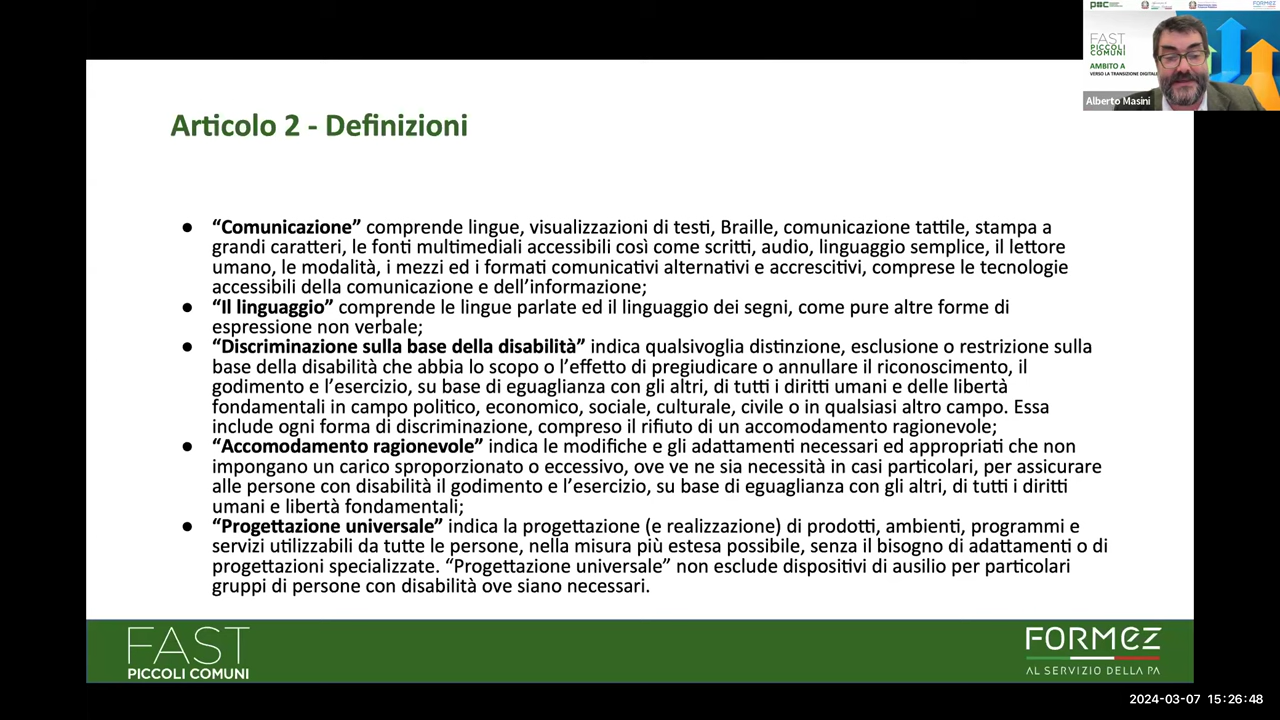 POC
FORMEZ
FAST
PICCOLI
COMUNI
AMBITO A
VERSO LA TRANSIZIONE DIGITALE
Alberto Masini
Articolo 2 - Definizioni
● “Comunicazione” comprende lingue, visualizzazioni di testi, Braille, comunicazione tattile, stampa a
grandi caratteri, le fonti multimediali accessibili così come scritti, audio, linguaggio semplice, il lettore
umano, le modalità, i mezzi ed i formati comunicativi alternativi e accrescitivi, comprese le tecnologie
accessibili della comunicazione e dell’informazione;
● “Il linguaggio” comprende le lingue parlate ed il linguaggio dei segni, come pure altre forme di
espressione non verbale;
● “Discriminazione sulla base della disabilità” indica qualsivoglia distinzione, esclusione o restrizione sulla
base della disabilità che abbia lo scopo o l’effetto di pregiudicare o annullare il riconoscimento, il
godimento e l’esercizio, su base di eguaglianza con gli altri, di tutti i diritti umani e delle libertà
fondamentali in campo politico, economico, sociale, culturale, civile o in qualsiasi altro campo. Essa
include ogni forma di discriminazione, compreso il rifiuto di un accomodamento ragionevole;
● “Accomodamento ragionevole” indica le modifiche e gli adattamenti necessari ed appropriati che non
impongano un carico sproporzionato o eccessivo, ove ve ne sia necessità in casi particolari, per assicurare
alle persone con disabilità il godimento e l’esercizio, su base di eguaglianza con gli altri, di tutti i diritti
umani e libertà fondamentali;
● “Progettazione universale” indica la progettazione (e realizzazione) di prodotti, ambienti, programmi e
servizi utilizzabili da tutte le persone, nella misura più estesa possibile, senza il bisogno di adattamenti o di
progettazioni specializzate. “Progettazione universale” non esclude dispositivi di ausilio per particolari
gruppi di persone con disabilità ove siano necessari.
FAST
PICCOLI COMUNI
FORMEZ
AL SERVIZIO DELLA PA
2024-03-07 15:26:48